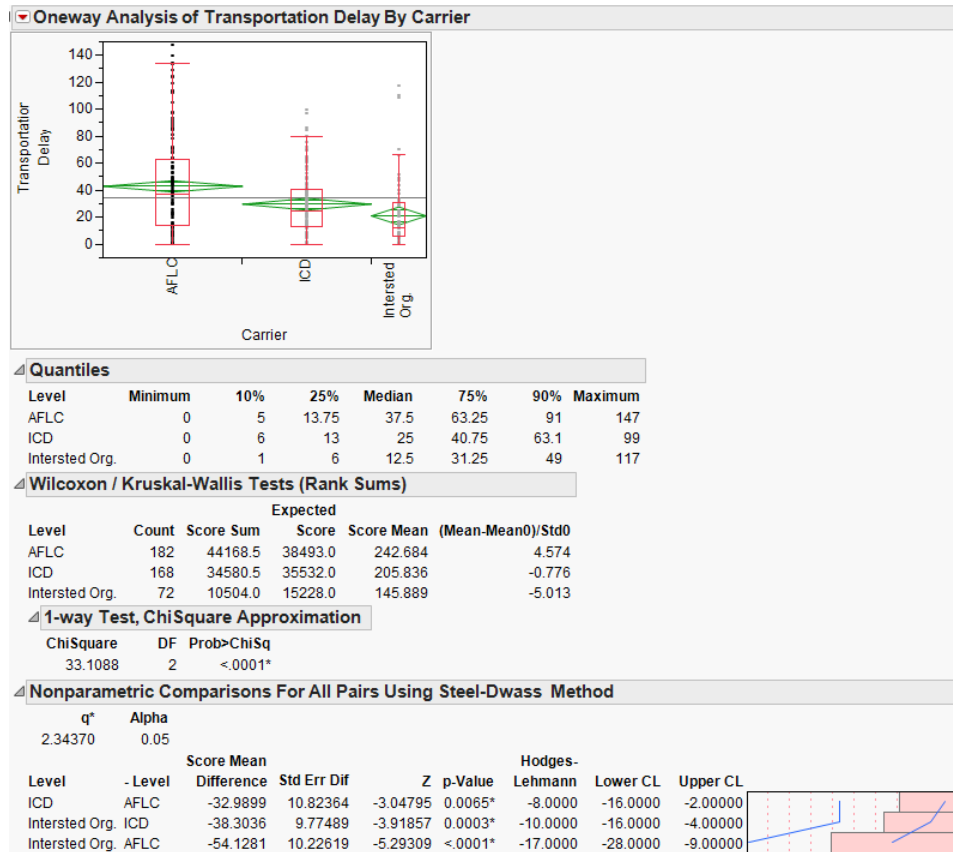 Oneway Analysis of Transportation Delay By Carrier
140
120
100
80
60
40
20
0
Transportatior
Delay
AFLC
ICD
Intersted
Org.
Carrier
Quantiles
Level Minimum 10% 25% Median 75% 90% Maximum
AFLC 0 5 13.75 37.5 63.25 91 147
ICD 0 6 13 25 40.75 63.1 99
Intersted Org. 0 1 6 12.5 31.25 49 117
Wilcoxon / Kruskal-Wallis Tests (Rank Sums)
Expected
Level Count Score Sum Score Score Mean (Mean-Mean0)/Std0
AFLC 182 44168.5 38493.0 242.684 4.574
ICD 168 34580.5 35532.0 205.836 -0.776
Intersted Org. 72 10504.0 15228.0 145.889 -5.013
1-way Test, ChiSquare Approximation
ChiSquare DF Prob>ChiSq
33.1088 2 <.0001*
Nonparametric Comparisons For All Pairs Using Steel-Dwass Method
q* Alpha
2.34370 0.05
Score Mean Hodges-
Level - Level Difference Std Err Dif Z p-Value Lehmann Lower CL Upper CL
ICD AFLC -32.9899 10.82364 -3.04795 0.0065* -8.0000 -16.0000 -2.00000
Intersted Org. ICD -38.3036 9.77489 -3.91857 0.0003* -10.0000 -16.0000 -4.00000
Intersted Org. AFLC -54.1281 10.22619 -5.29309 <.0001* -17.0000 -28.0000 -9.00000